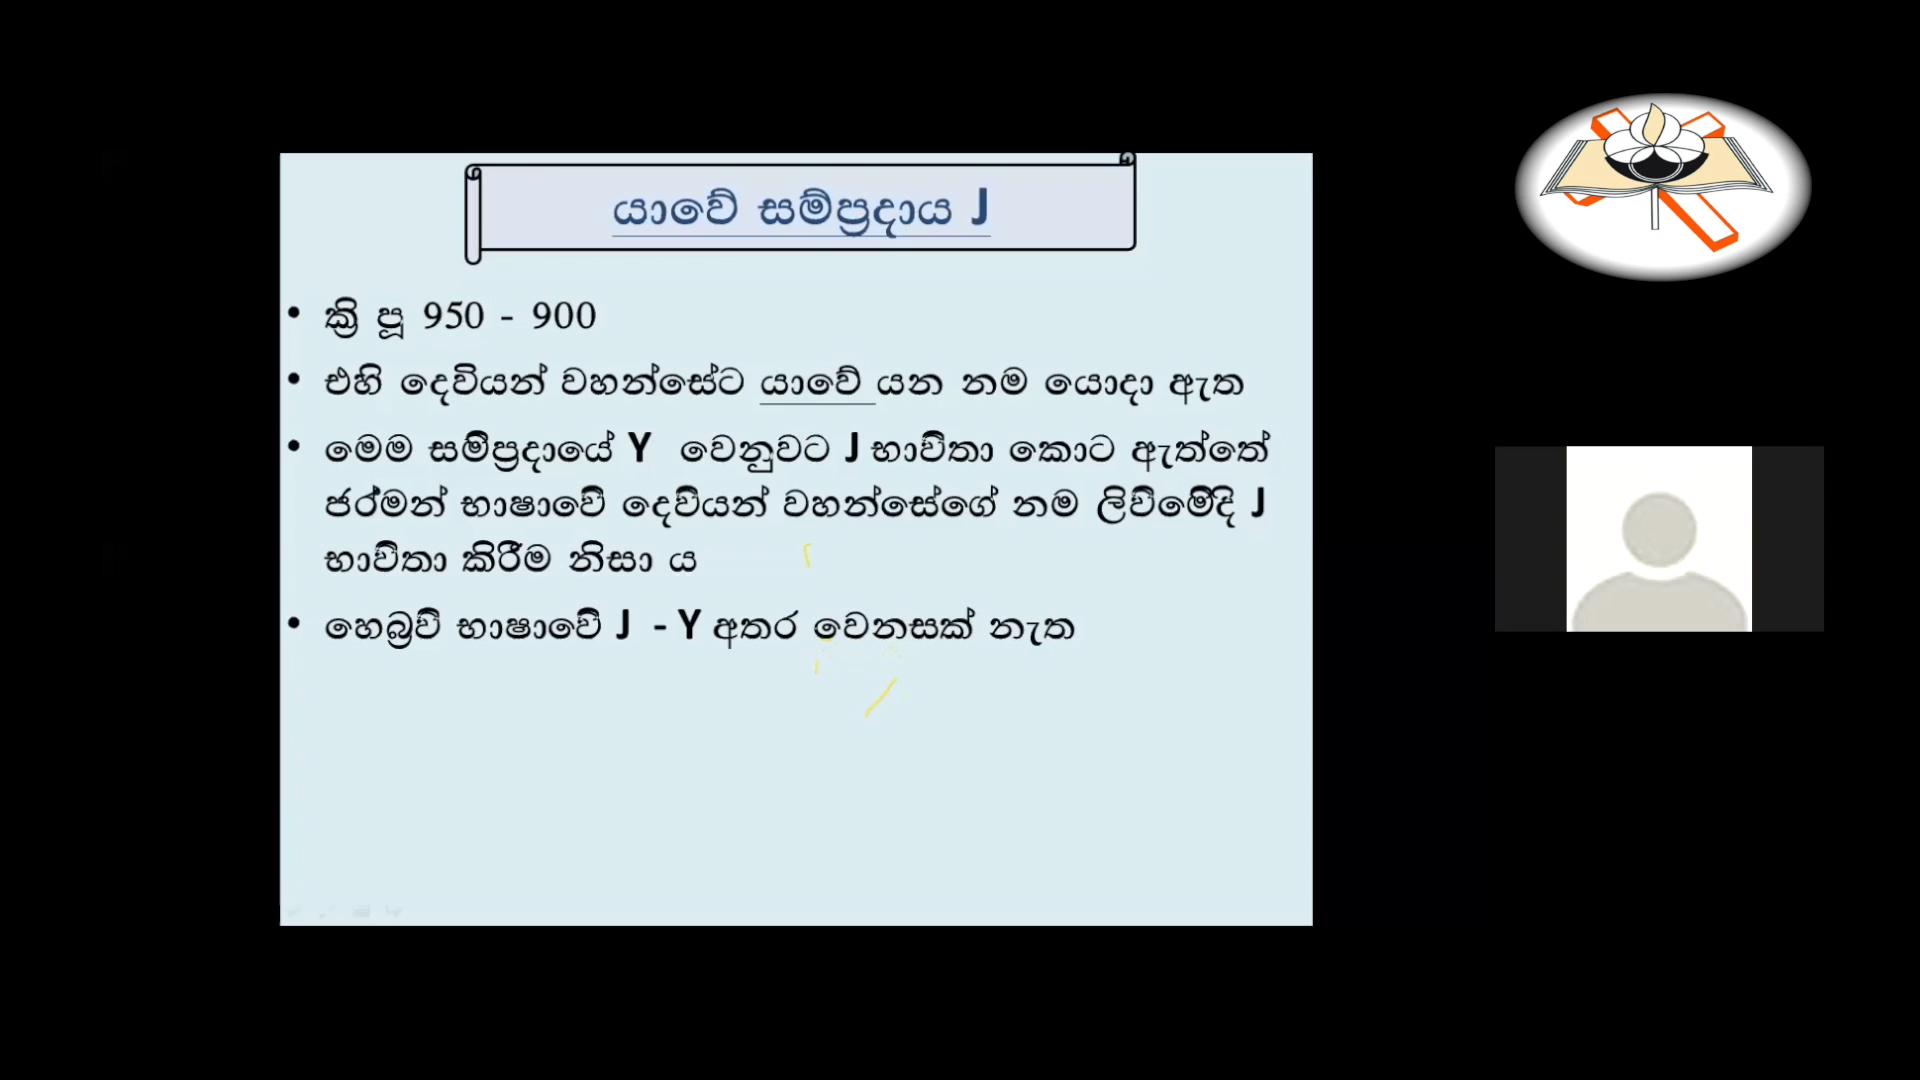 යාවේ සම්ප්‍රදාය J
• ක්‍රි පූ 950 - 900
• එහි දෙවියන් වහන්සේට යාවේ යන නම යොදා ඇත
• මෙම සම්ප්‍රදායේ Y වෙනුවට J භාවිතා කොට ඇත්තේ
ජර්මන් භාෂාවේ දෙවියන් වහන්සේගේ නම ලිවීමේදි J
භාවිතා කිරීම නිසා ය
• හෙබ්‍රව් භාෂාවේ J - Y අතර වෙනසක් නැත